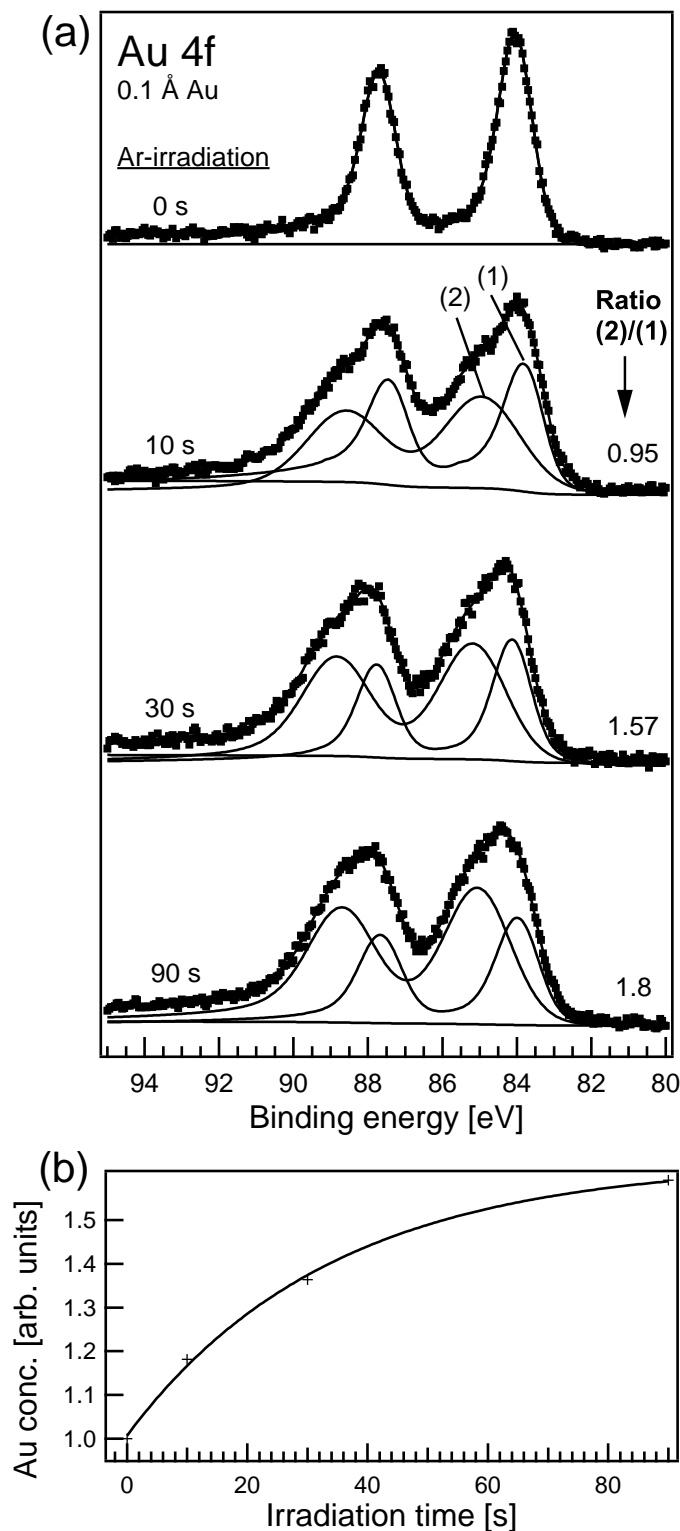 (a)
Au 4f
0.1 Å Au
Ar-irradiation
0 s
(1)
(2)
Ratio
(2)/(1)
10 s
0.95
30 s
1.57
90 s
1.8
94 92 90 88 86 84 82 80
Binding energy [eV]
(b)
Au conc. [arb. units]
1.5
1.4
1.3
1.2
1.1
1.0
0 20 40 60 80
Irradiation time [s]